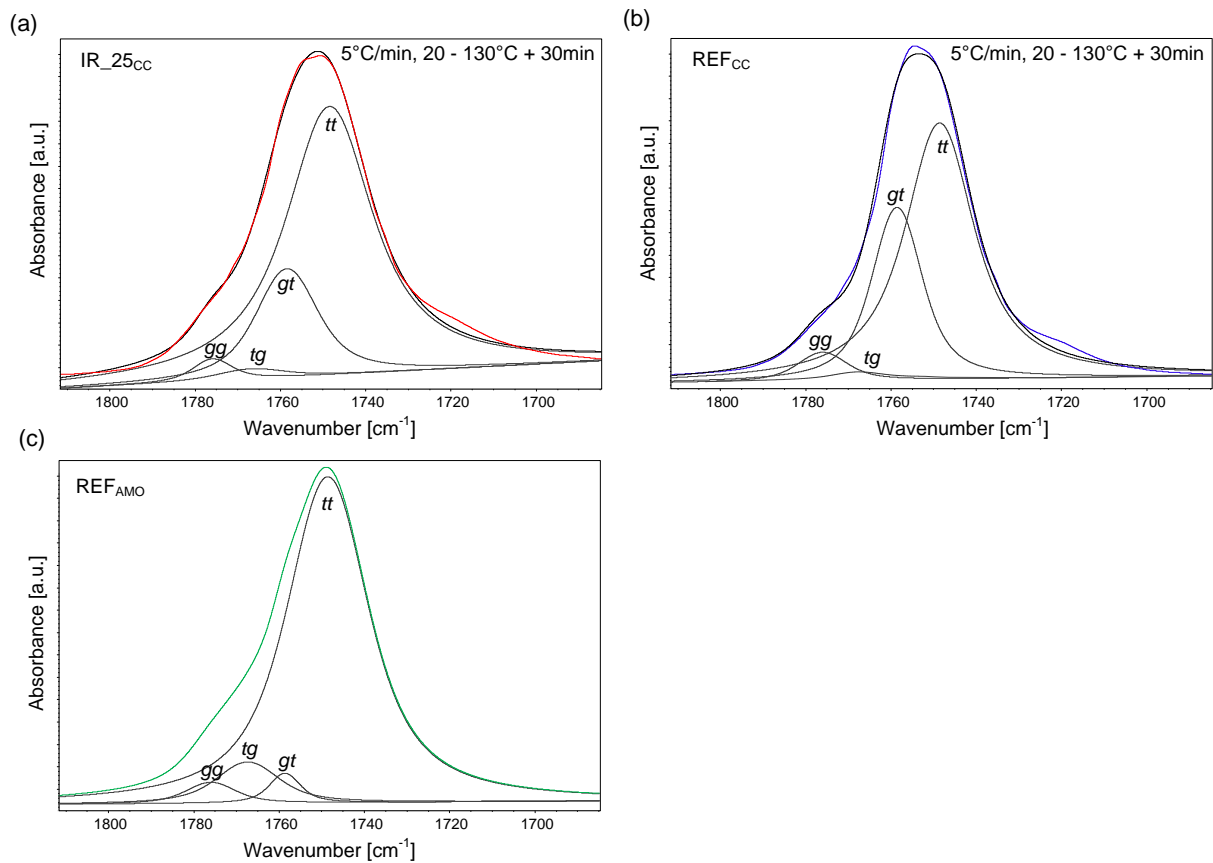 (a)
IR_25CC
5°C/min, 20 - 130°C + 30min
tt
gt
gg
tg
Absorbance [a.u.]
1800 1780 1760 1740 1720 1700
Wavenumber [cm-1]
(b)
REFCC
5°C/min, 20 - 130°C + 30min
tt
gt
gg
tg
Absorbance [a.u.]
1800 1780 1760 1740 1720 1700
Wavenumber [cm-1]
(c)
REFAMO
tt
tg
gt
gg
Absorbance [a.u.]
1800 1780 1760 1740 1720 1700
Wavenumber [cm-1]